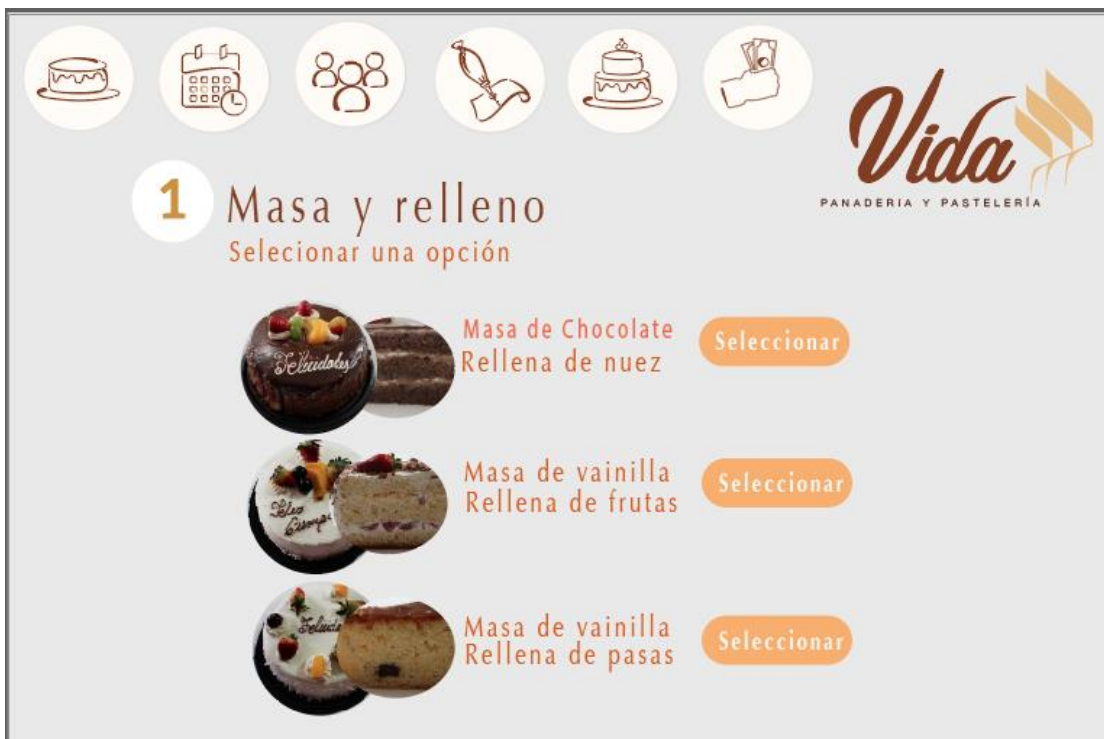 Vida
PANADERIA Y PASTELERÍA
1
Masa y relleno
Selecionar una opción
Felicidades
Masa de Chocolate
Rellena de nuez
Seleccionar
Masa de vainilla
Rellena de frutas
Seleccionar
Masa de vainilla
Rellena de pasas
Seleccionar